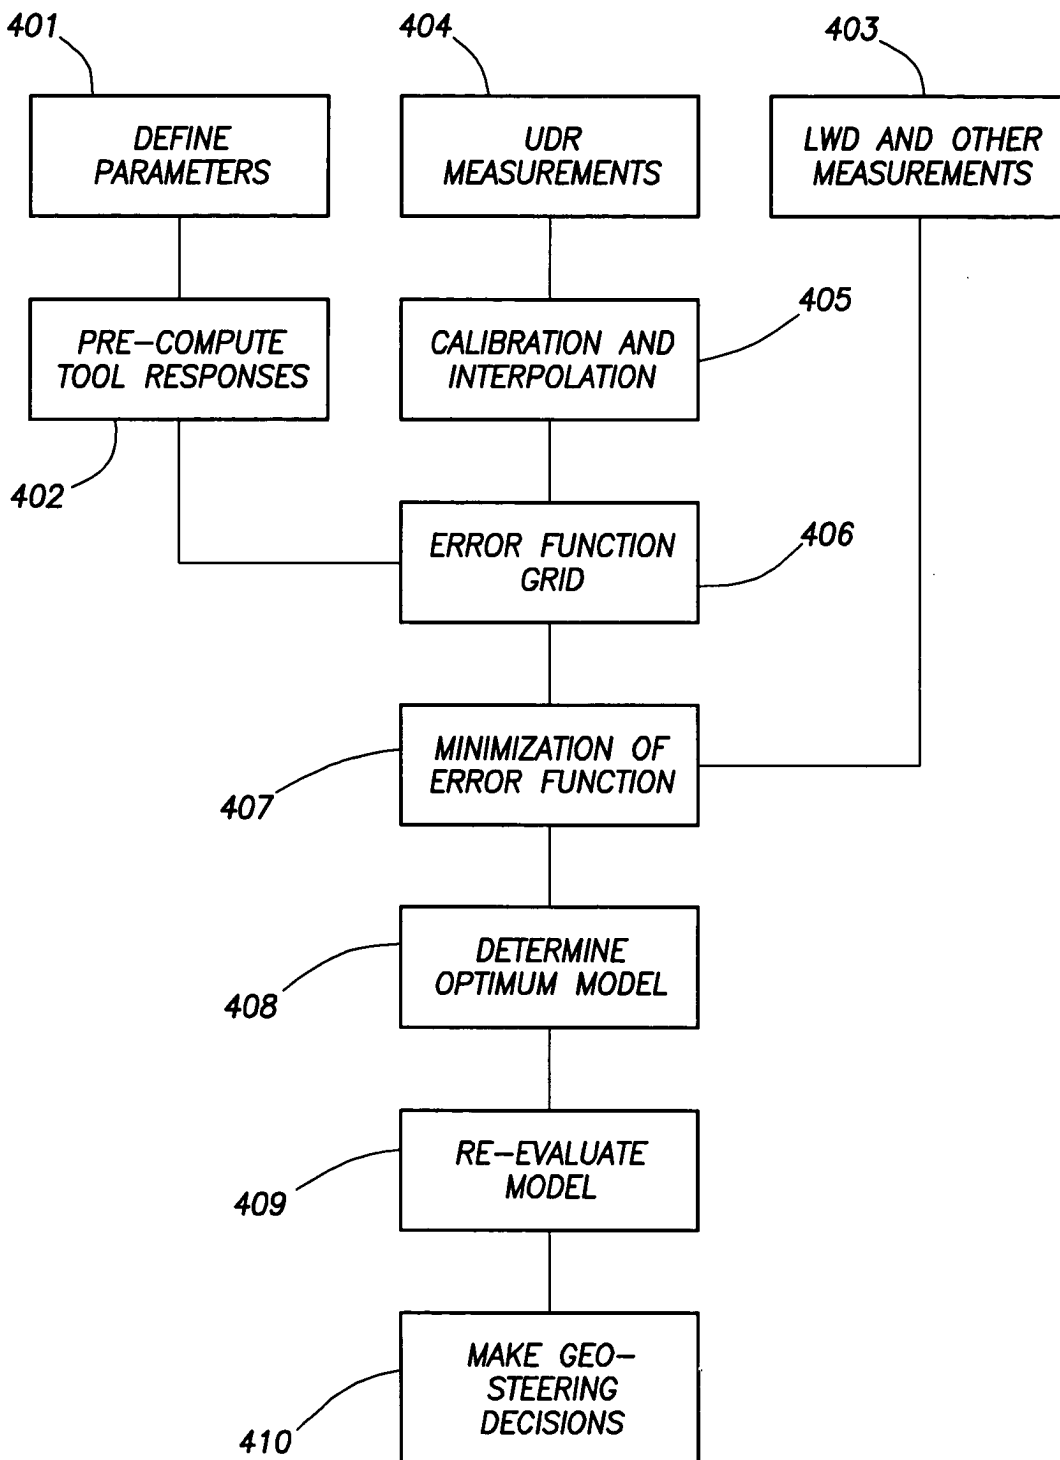 401
404
403
DEFINE
PARAMETERS
UDR
MEASUREMENTS
LWD AND OTHER
MEASUREMENTS
PRE-COMPUTE
TOOL RESPONSES
402
CALIBRATION AND
INTERPOLATION
405
ERROR FUNCTION
GRID
406
MINIMIZATION OF
ERROR FUNCTION
407
DETERMINE
OPTIMUM MODEL
408
RE-EVALUATE
MODEL
409
MAKE GEO-
STEERING
DECISIONS
410